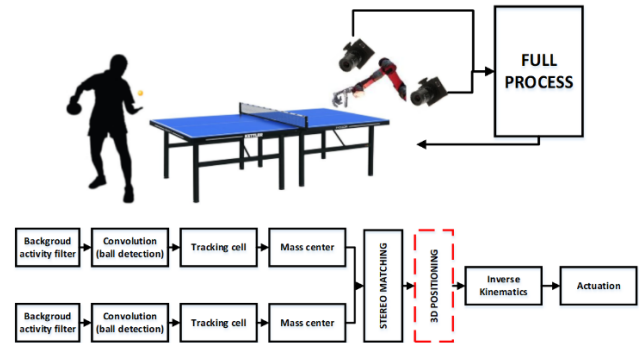 FULL
PROCESS
KETTLER
Backgroud
activity filter
Convolution
(ball detection)
Tracking cell
Mass center
Backgroud
activity filter
Convolution
(ball detection)
Tracking cell
Mass center
STEREO MATCHING
3D POSITIONING
Inverse
Kinematics
Actuation